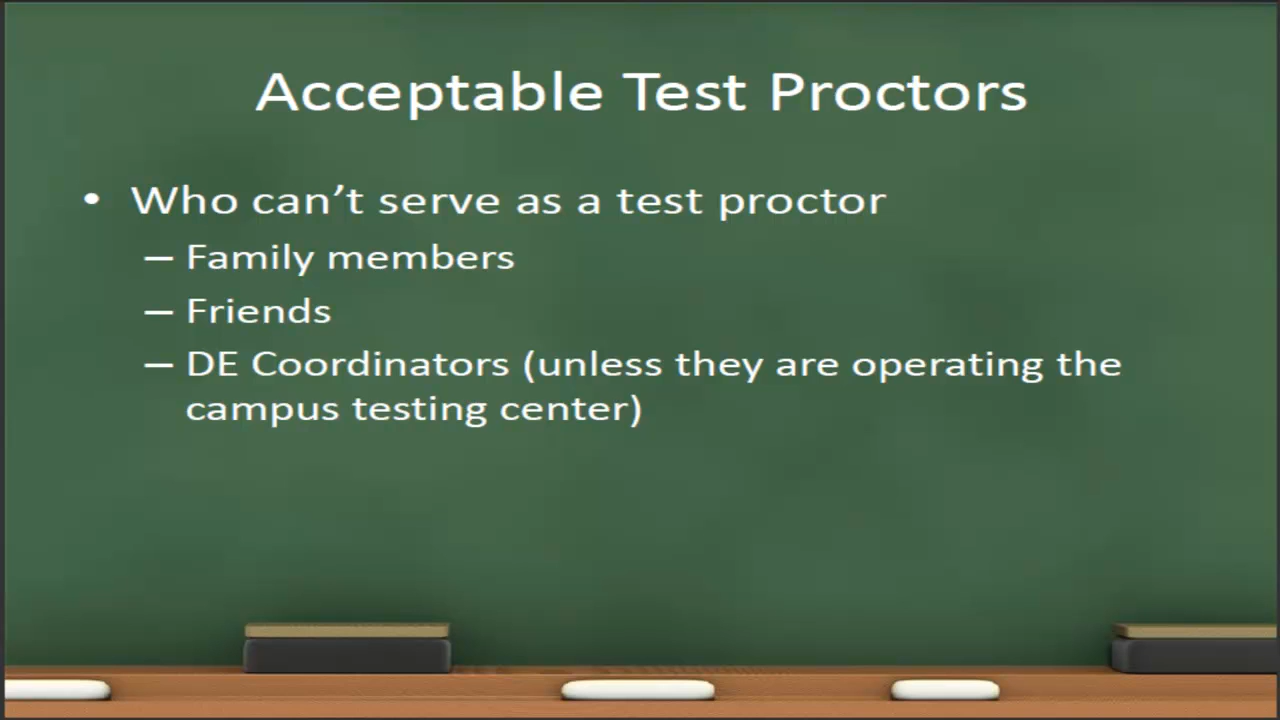 Acceptable Test Proctors
• Who can’t serve as a test proctor
– Family members
– Friends
– DE Coordinators (unless they are operating the
campus testing center)